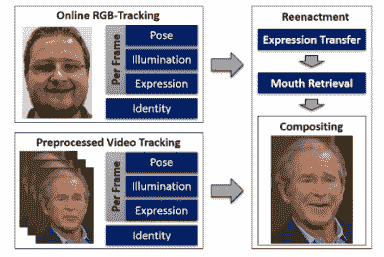 Online RGB-Tracking
Per Frame
Pose
Illumination
Expression
Identity
Preprocessed Video Tracking
Per Frame
Pose
Illumination
Expression
Identity
Reenactment
Expression Transfer
Mouth Retrieval
Compositing